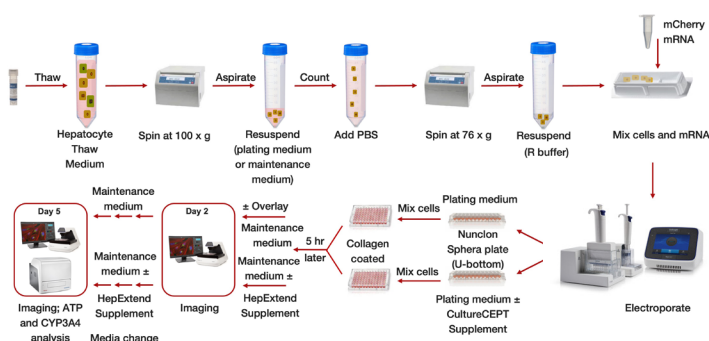 mCherry
mRNA
Thaw
Aspirate
Count
Aspirate
Hepatocyte
Thaw
Medium
Spin at 100 x g
Resuspend
(plating medium
or maintenance
medium)
Add PBS
Spin at 76 x g
Resuspend
(R buffer)
Mix cells and mRNA
Maintenance
medium
Day 5
Day 2
± Overlay
Maintenance
medium
5 hr
later
Collagen
coated
Mix cells
Plating medium
Nunclon
Sphera plate
(U-bottom)
Maintenance
medium ±
HepExtend
Supplement
Maintenance
medium ±
HepExtend
Supplement
Mix cells
Plating medium ±
CultureCEPT
Supplement
Electroporate
Imaging; ATP
and CYP3A4
analysis
Imaging
Media change